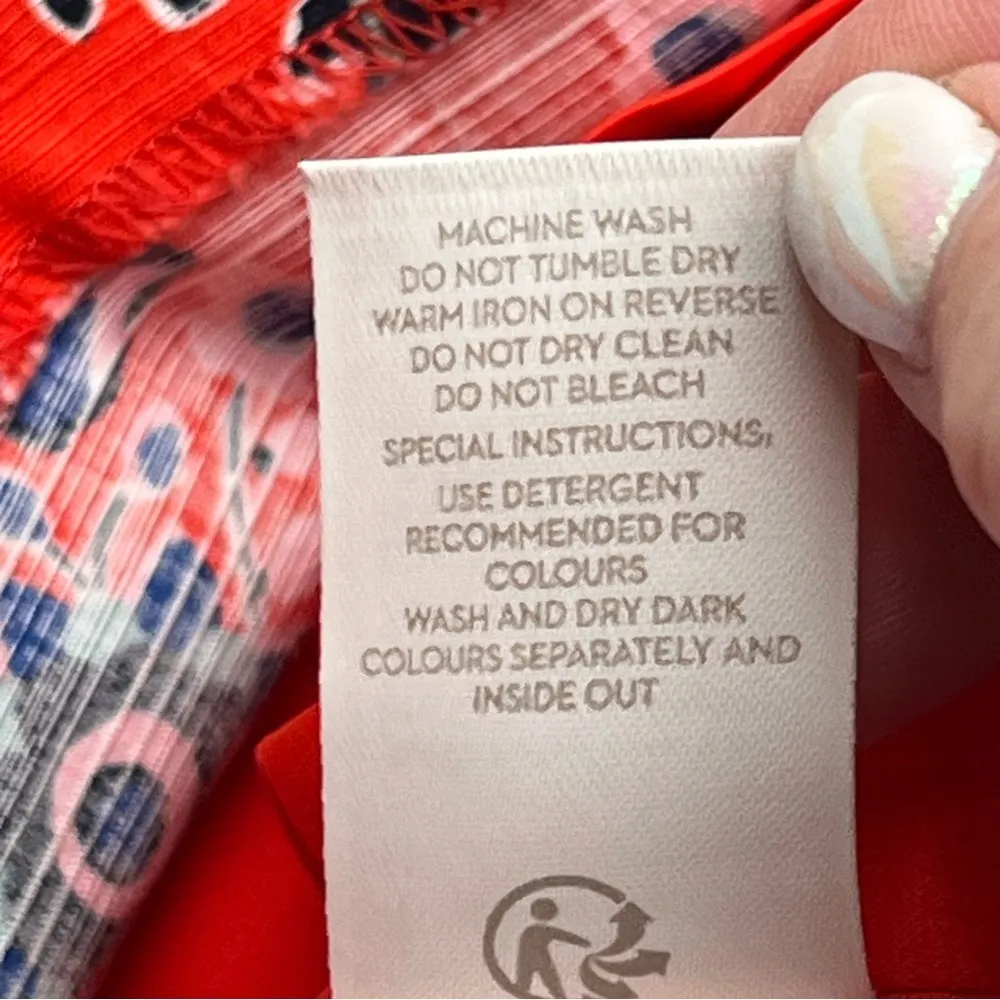 MACHINE WASH
DO NOT TUMBLE DRY
WARM IRON ON REVERSE
DO NOT DRY CLEAN
DO NOT BLEACH
SPECIAL INSTRUCTIONS,
USE DETERGENT
RECOMMENDED FOR
COLOURS
WASH AND DRY DARK
COLOURS SEPARATELY AND
INSIDE OUT